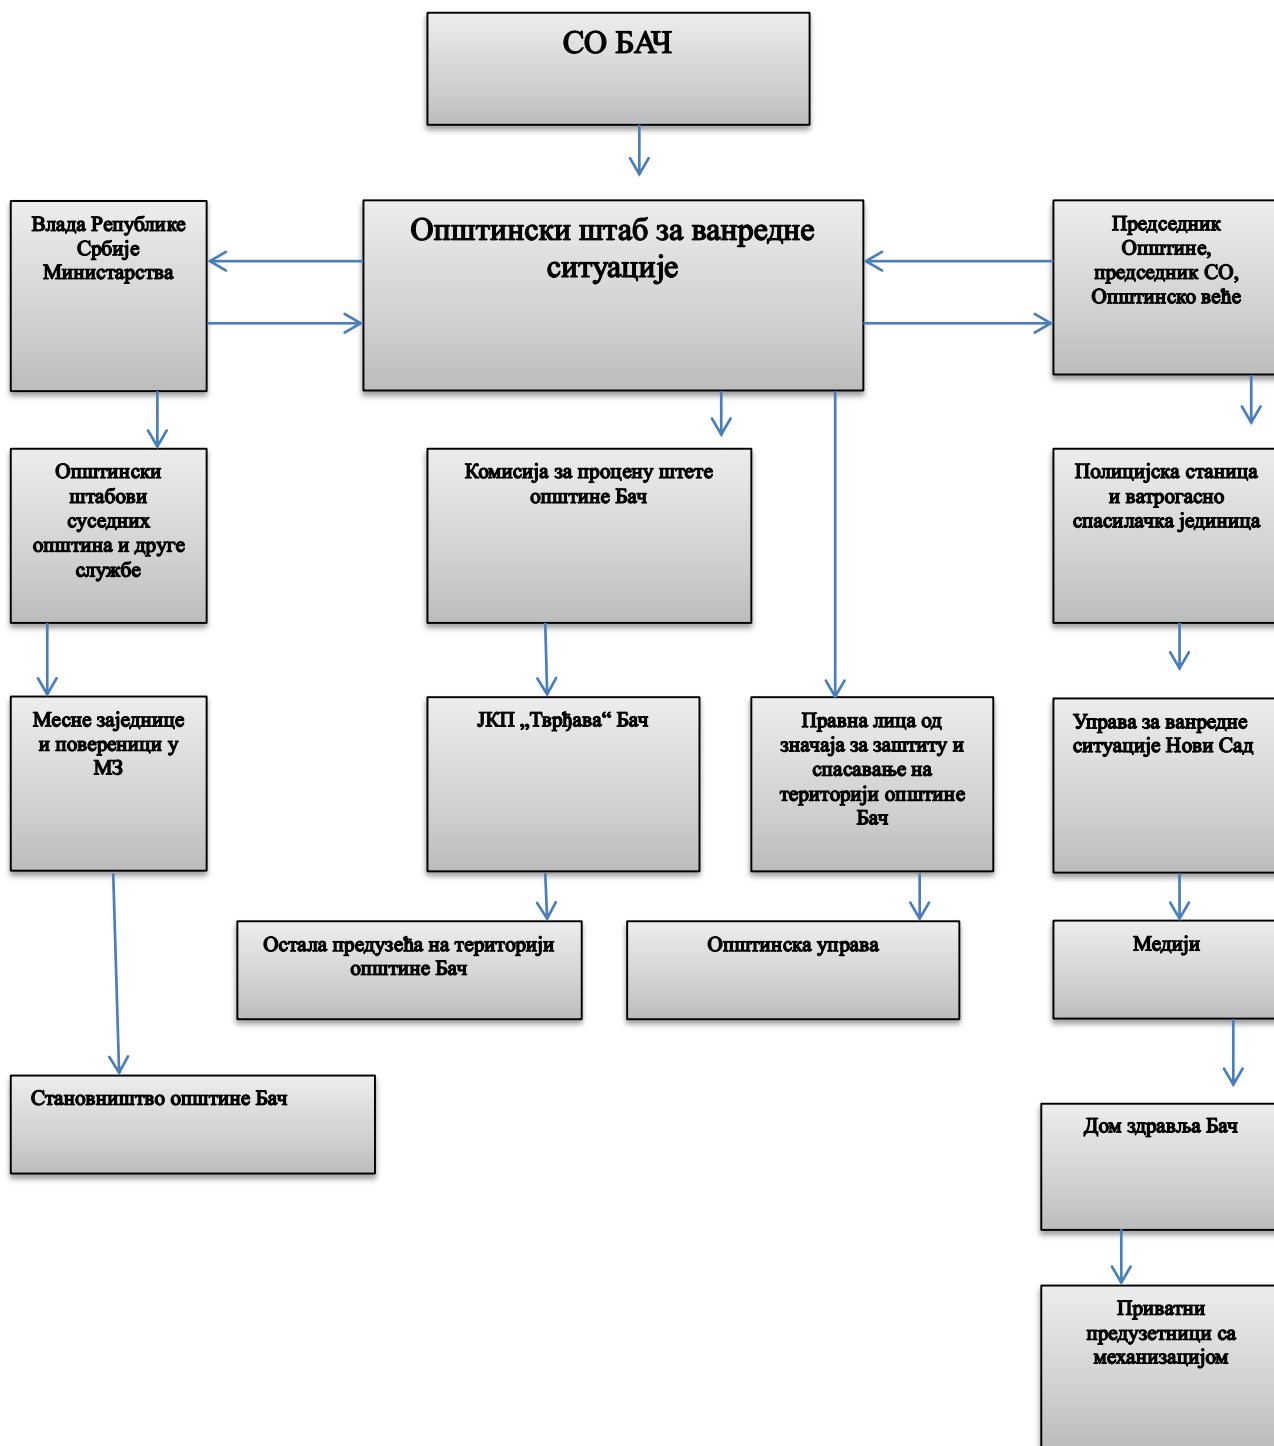 СО БАЧ
Влада Републике
Србије
Министарства
Општински штаб за ванредне
ситуације
Председник
Општине,
председник СО,
Општинско веће
Општински
штабови
суседних
општина и друге
службе
Комисија за процену штете
општине Бач
Полицијска станица
и ватрогасно
спасилачка јединица
Месне заједнице
и повереници у
МЗ
ЈКП „Тврђава“ Бач
Правна лица од
значаја за заштиту и
спасавање на
територији општине
Бач
Управа за ванредне
ситуације Нови Сад
Остала предузећа на територији
општине Бач
Општинска управа
Медији
Становништво општине Бач
Дом здравља Бач
Приватни
предузетници са
механизацијом